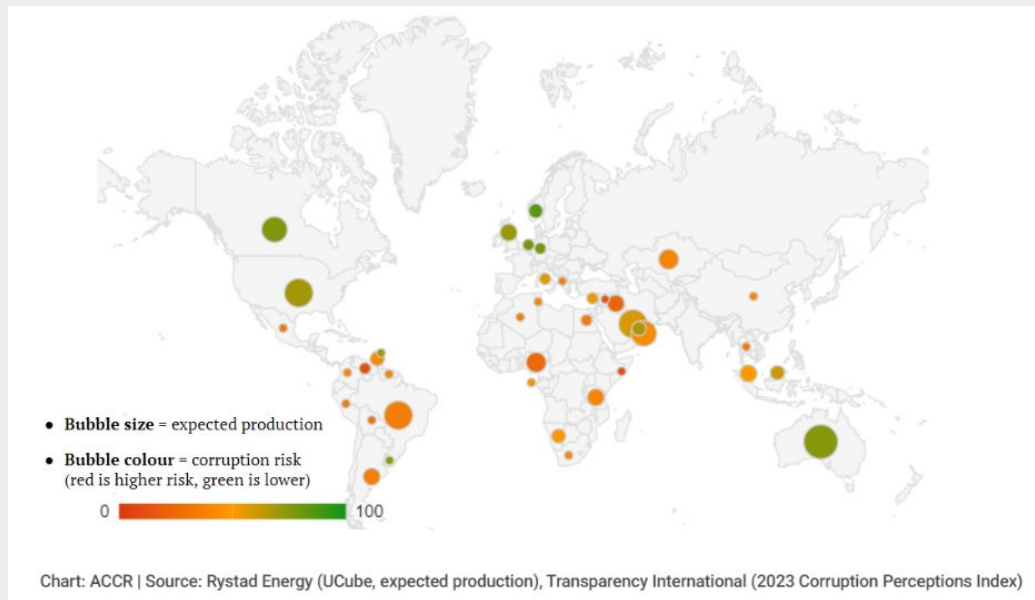 ● Bubble size = expected production
● Bubble colour = corruption risk
(red is higher risk, green is lower)
0 100
Chart: ACCR | Source: Rystad Energy (UCube, expected production), Transparency International (2023 Corruption Perceptions Index)